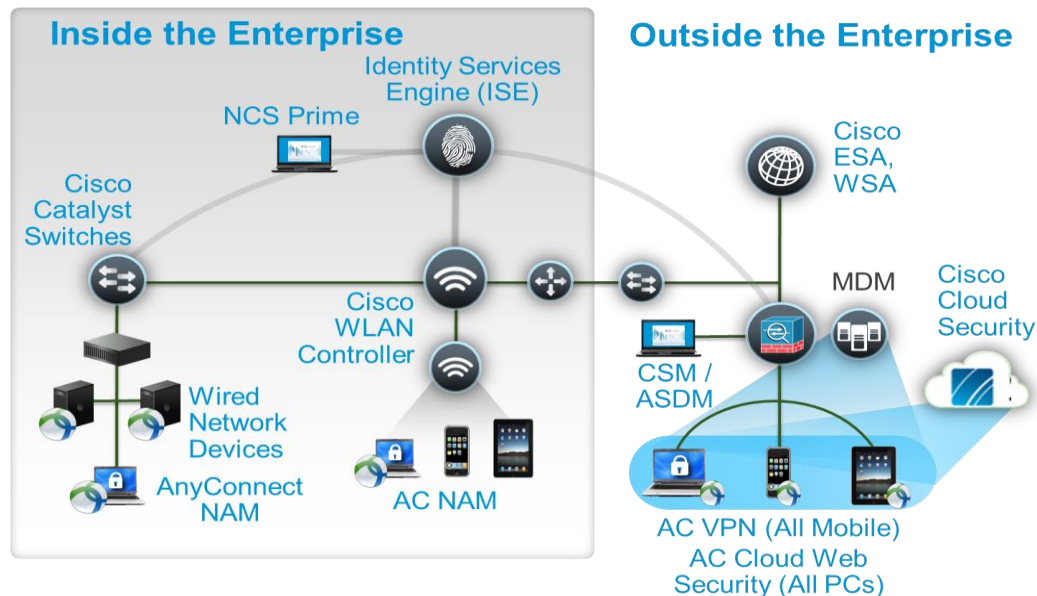 Inside the Enterprise
Outside the Enterprise
Identity Services
Engine (ISE)
NCS Prime
Cisco
ESA,
WSA
Cisco
Catalyst
Switches
MDM
Cisco
Cloud
Security
Cisco
WLAN
Controller
CSM /
ASDM
Wired
Network
Devices
AnyConnect
NAM
AC NAM
AC VPN (All Mobile)
AC Cloud Web
Security (All PCs)